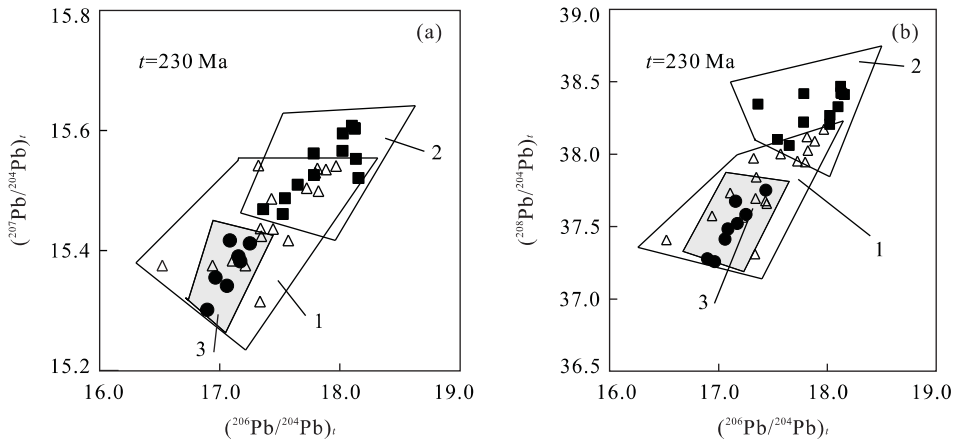 15.8
15.6
15.4
15.2
(²⁰⁷Pb/²⁰⁴Pb)ₜ
(a)
t=230 Ma
2
1
3
16.0 17.0 18.0 19.0
(²⁰⁶Pb/²⁰⁴Pb)ₜ
39.0
38.5
38.0
37.5
37.0
36.5
(²⁰⁸Pb/²⁰⁴Pb)ₜ
(b)
t=230 Ma
2
1
3
16.0 17.0 18.0 19.0
(²⁰⁶Pb/²⁰⁴Pb)ₜ